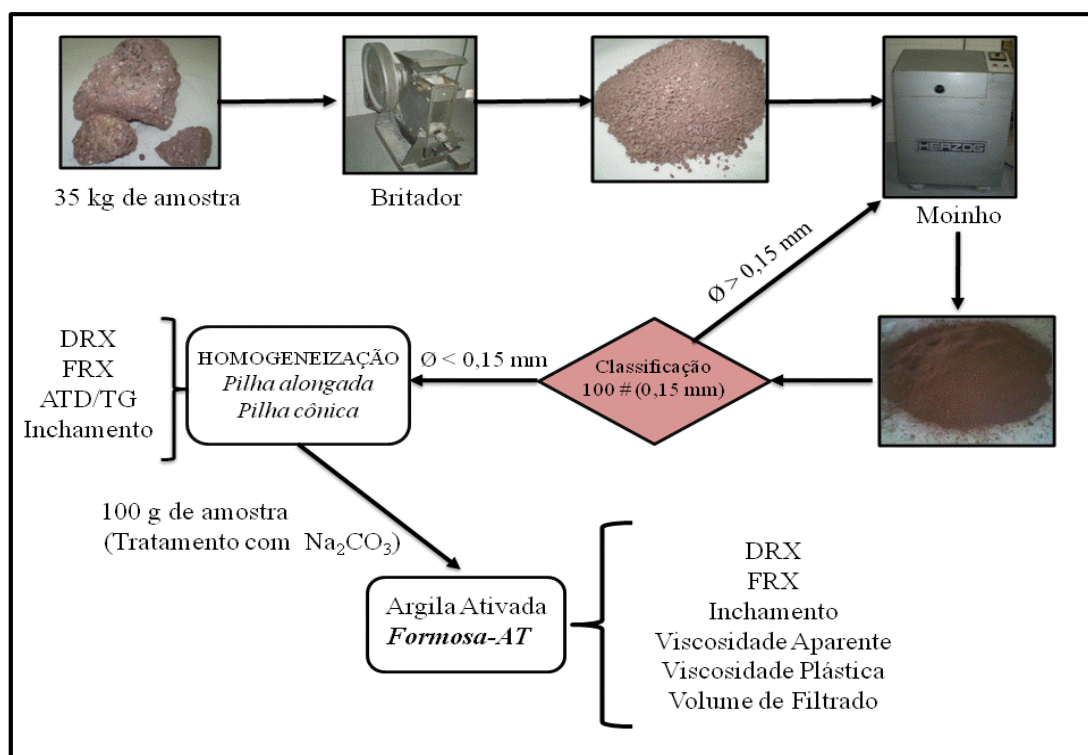 35 kg de amostra
Britador
HERZOG
Moinho
Ø > 0,15 mm
Classificação
100 # (0,15 mm)
Ø < 0,15 mm
HOMOGENEIZAÇÃO
Pilha alongada
Pilha cônica
DRX
FRX
ATD/TG
Inchamento
100 g de amostra
(Tratamento com Na₂CO₃)
Argila Ativada
Formosa-AT
DRX
FRX
Inchamento
Viscosidade Aparente
Viscosidade Plástica
Volume de Filtrado